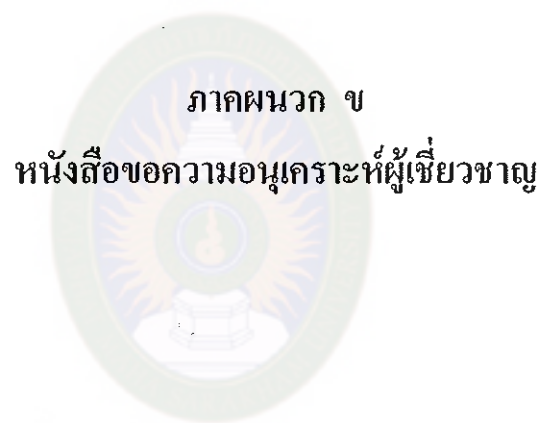 ภาคผนวก ข
หนังสือขอความอนุเคราะห์ผู้เชี่ยวชาญ